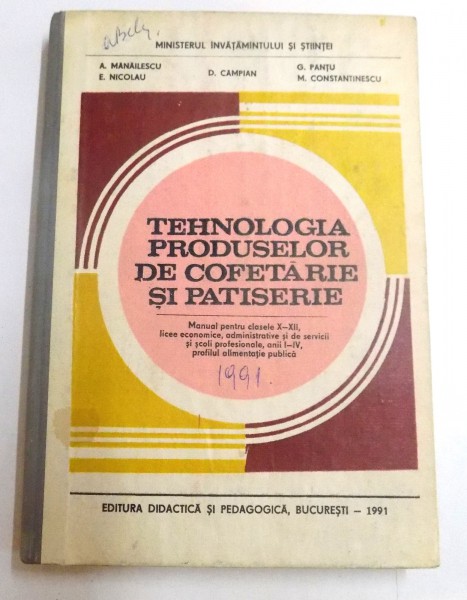 MINISTERUL ÎNVĂȚĂMÎNTULUI ȘI ȘTIINȚEI
A. MĂNĂILESCU
E. NICOLAU
D. CAMPIAN
G. PANȚU
M. CONSTANTINESCU
TEHNOLOGIA
PRODUSELOR
DE COFETĂRIE
ȘI PATISERIE
Manual pentru clasele X—XII,
licee economice, administrative și de servicii
și școli profesionale, anii I—IV,
profilul alimentație publică
1991.
EDITURA DIDACTICĂ ȘI PEDAGOGICĂ, BUCUREȘTI — 1991